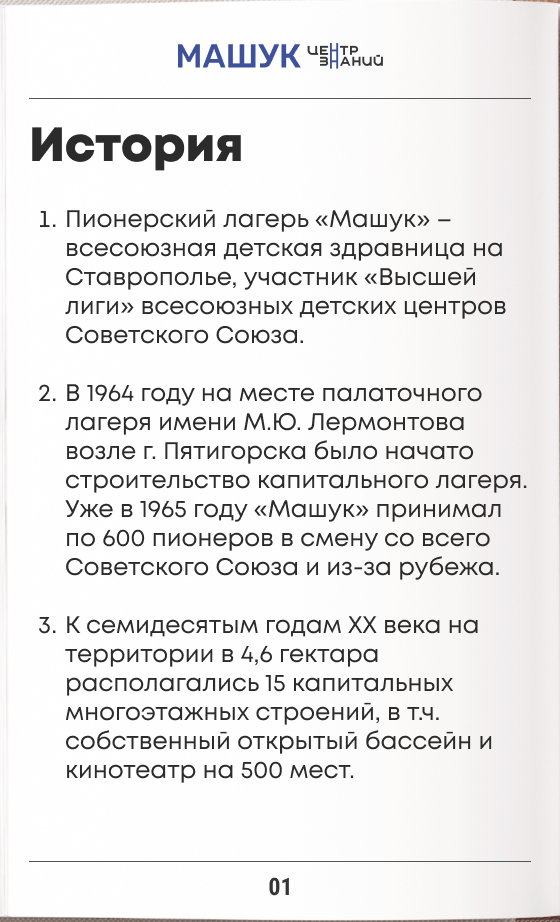 МАШУК ЦЕНТР
ЗНАНИЙ
История
1. Пионерский лагерь «Машук» –
всесоюзная детская здравница на
Ставрополье, участник «Высшей
лиги» всесоюзных детских центров
Советского Союза.
2. В 1964 году на месте палаточного
лагеря имени М.Ю. Лермонтова
возле г. Пятигорска было начато
строительство капитального лагеря.
Уже в 1965 году «Машук» принимал
по 600 пионеров в смену со всего
Советского Союза и из-за рубежа.
3. К семидесятым годам XX века на
территории в 4,6 гектара
располагались 15 капитальных
многоэтажных строений, в т.ч.
собственный открытый бассейн и
кинотеатр на 500 мест.
01